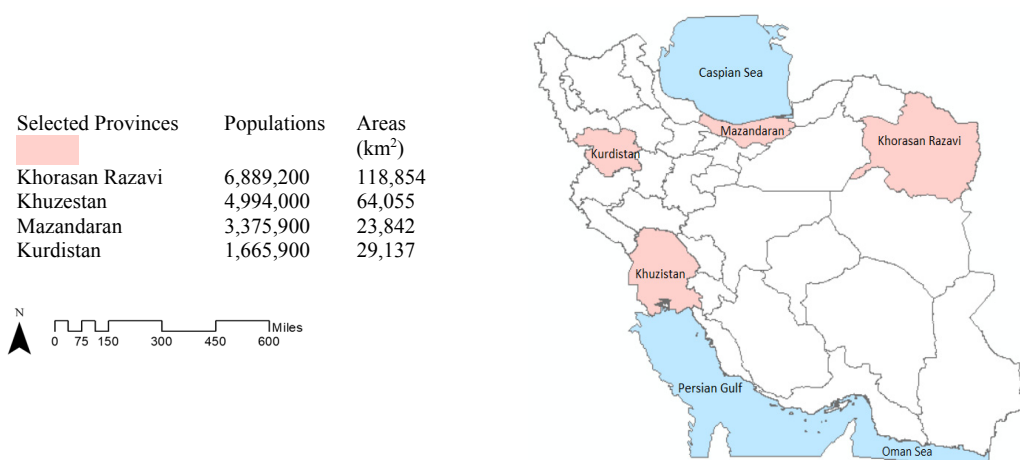 Selected Provinces Populations Areas
(km²)
Khorasan Razavi 6,889,200 118,854
Khuzestan 4,994,000 64,055
Mazandaran 3,375,900 23,842
Kurdistan 1,665,900 29,137
N
Miles
0 75 150 300 450 600
Caspian Sea
Mazandaran
Khorasan Razavi
Kurdistan
Khuzistan
Persian Gulf
Oman Sea